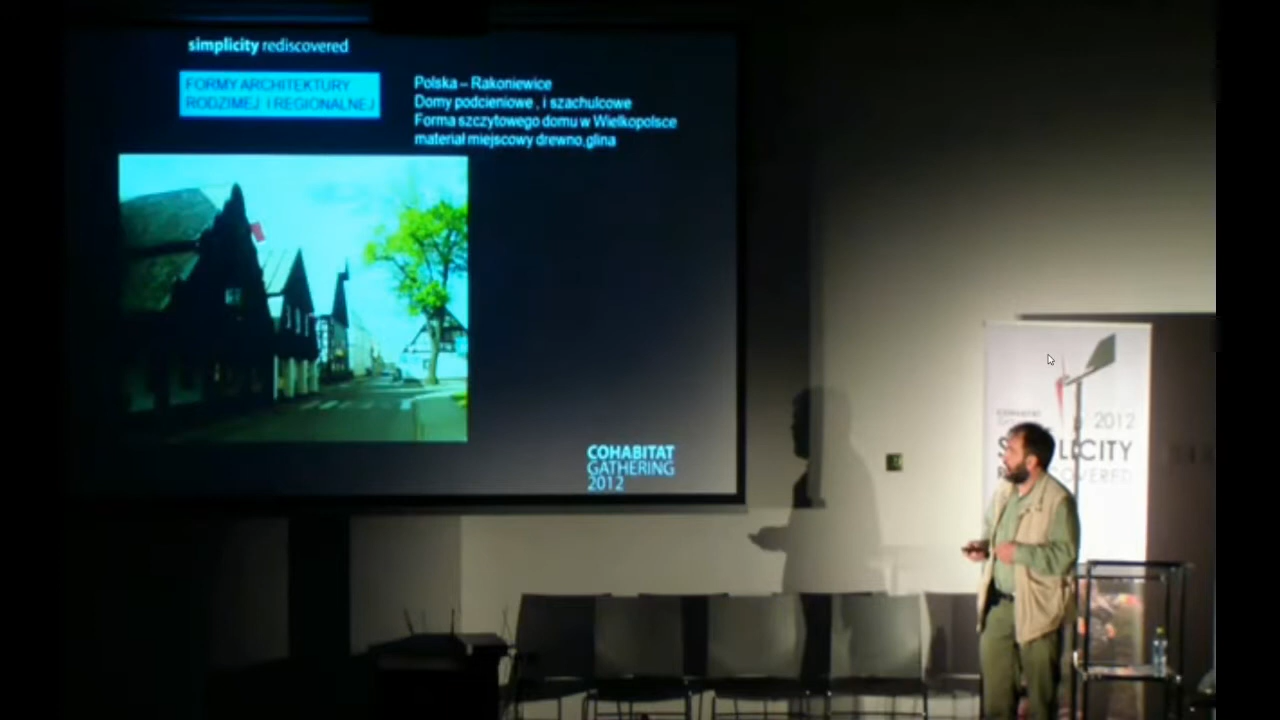 simplicity rediscovered
FORMY ARCHITEKTURY
RODZIMEJ I REGIONALNEJ
Polska – Rakoniewice
Domy podcieniowe , i szachulcowe
Forma szczytowego domu w Wielkopolsce
materiał miejscowy drewno,glina
COHABITAT
GATHERING
2012
2012